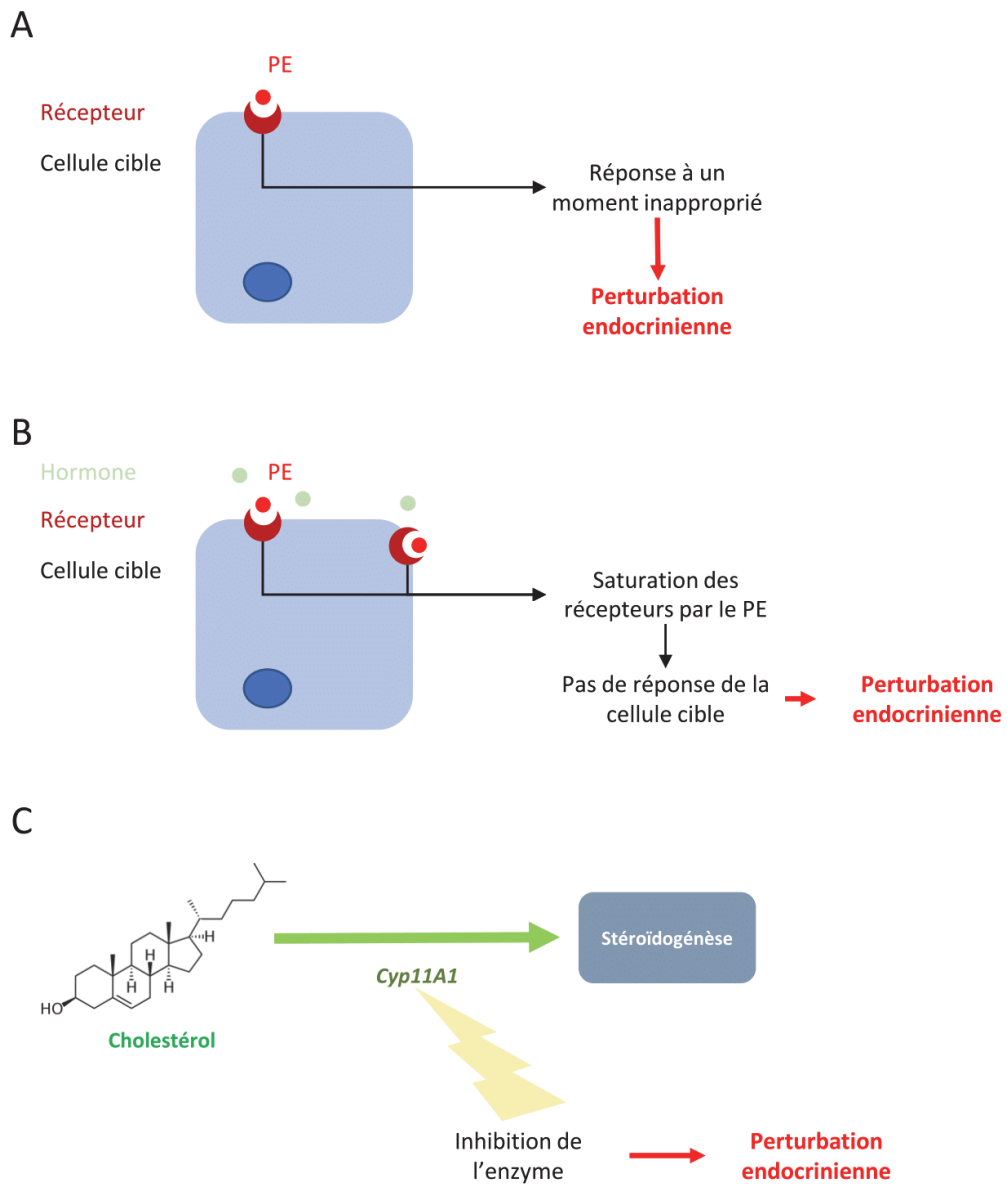 A
PE
Récepteur
Cellule cible
Réponse à un
moment inapproprié
Perturbation
endocrinienne
B
Hormone
PE
Récepteur
Cellule cible
Saturation des
récepteurs par le PE
Pas de réponse de la
cellule cible
Perturbation
endocrinienne
C
H
H
H
H
HO
Cholestérol
Cyp11A1
Stéroïdogénèse
Inhibition de
l'enzyme
Perturbation
endocrinienne